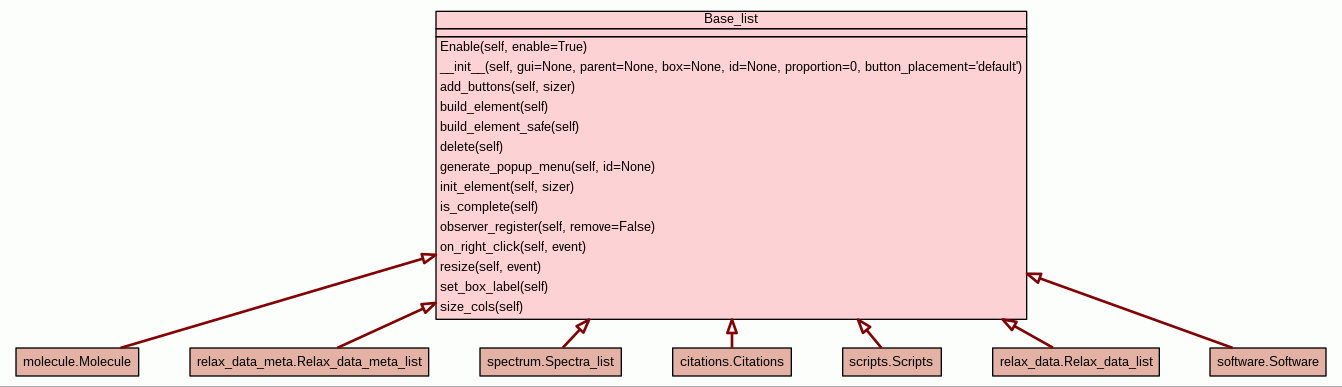 Base_list
Enable(self, enable=True)
__init__(self, gui=None, parent=None, box=None, id=None, proportion=0, button_placement='default')
add_buttons(self, sizer)
build_element(self)
build_element_safe(self)
delete(self)
generate_popup_menu(self, id=None)
init_element(self, sizer)
is_complete(self)
observer_register(self, remove=False)
on_right_click(self, event)
resize(self, event)
set_box_label(self)
size_cols(self)
molecule.Molecule
relax_data_meta.Relax_data_meta_list
spectrum.Spectra_list
citations.Citations
scripts.Scripts
relax_data.Relax_data_list
software.Software